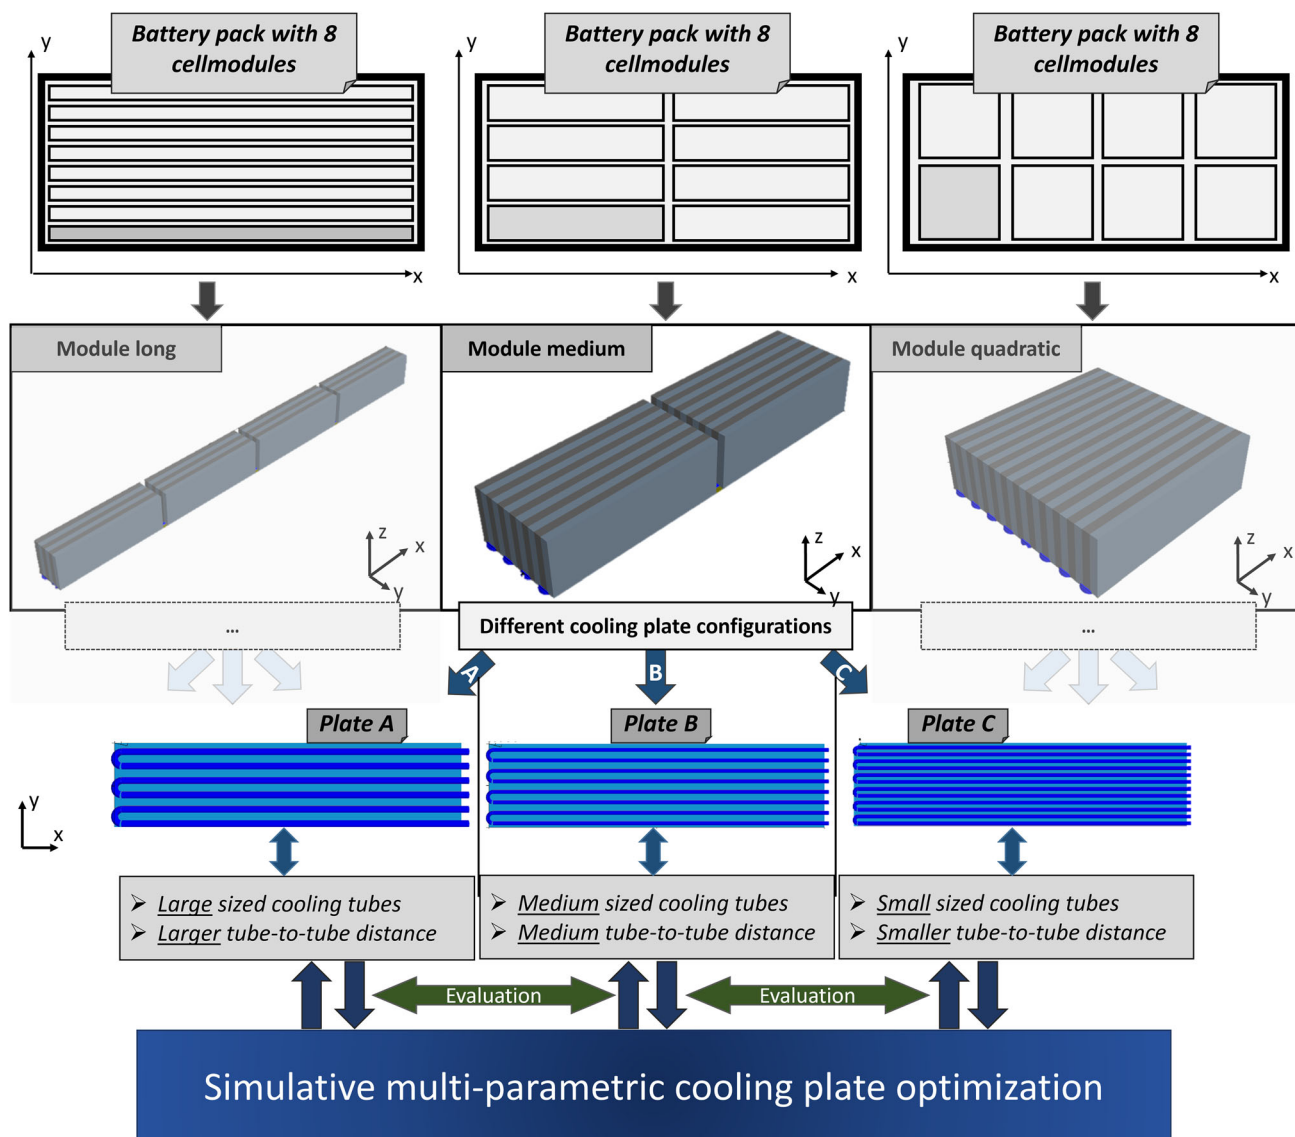 Battery pack with 8
cellmodules
Battery pack with 8
cellmodules
Battery pack with 8
cellmodules
y
x
y
x
y
x
Module long
Module medium
Module quadratic
z
x
y
z
x
y
z
x
y
...
Different cooling plate configurations
...
A
B
C
Plate A
Plate B
Plate C
y
x
➢ Large sized cooling tubes
➢ Larger tube-to-tube distance
➢ Medium sized cooling tubes
➢ Medium tube-to-tube distance
➢ Small sized cooling tubes
➢ Smaller tube-to-tube distance
Evaluation
Evaluation
Simulative multi-parametric cooling plate optimization